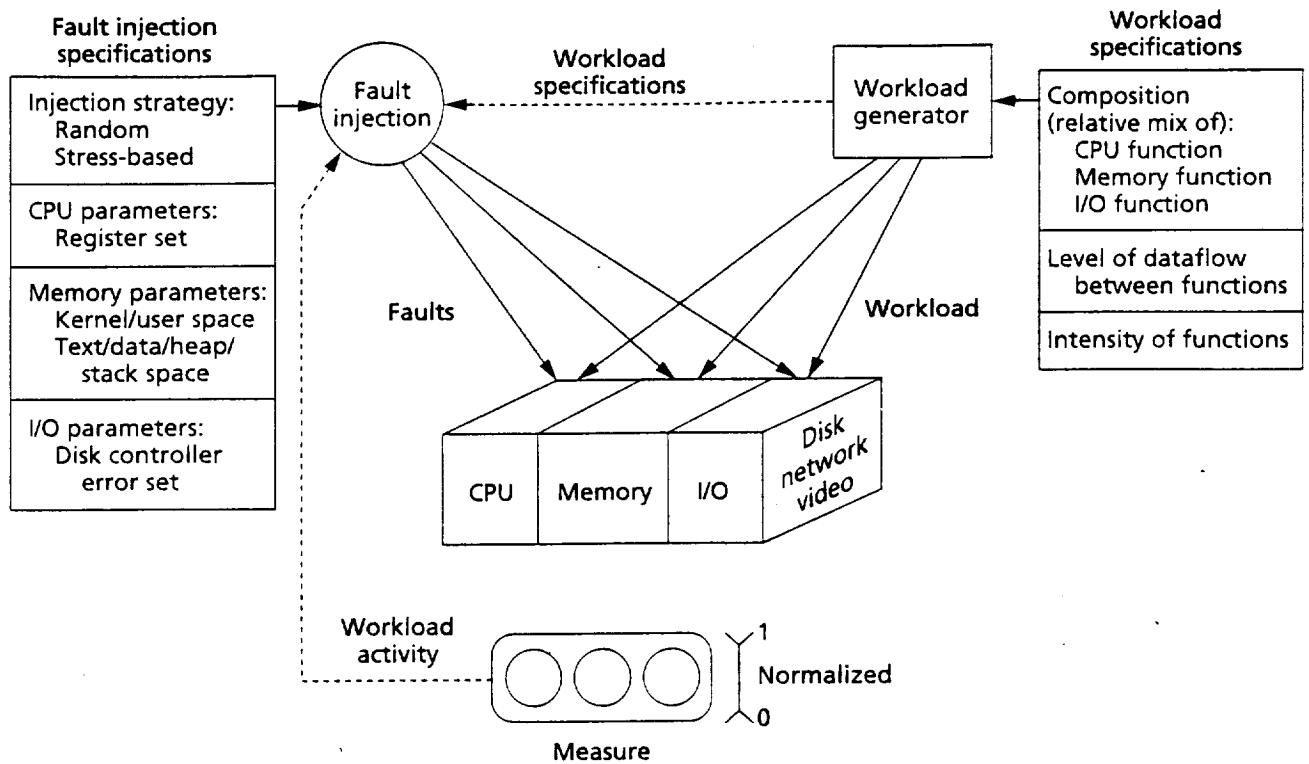 Fault injection
specifications
Injection strategy:
Random
Stress-based
CPU parameters:
Register set
Memory parameters:
Kernel/user space
Text/data/heap/
stack space
I/O parameters:
Disk controller
error set
Fault
injection
Workload
specifications
Workload
generator
Workload
specifications
Composition
(relative mix of):
CPU function
Memory function
I/O function
Level of dataflow
between functions
Intensity of functions
Faults
Workload
CPU
Memory
I/O
Disk
network
video
Workload
activity
1
Normalized
0
Measure